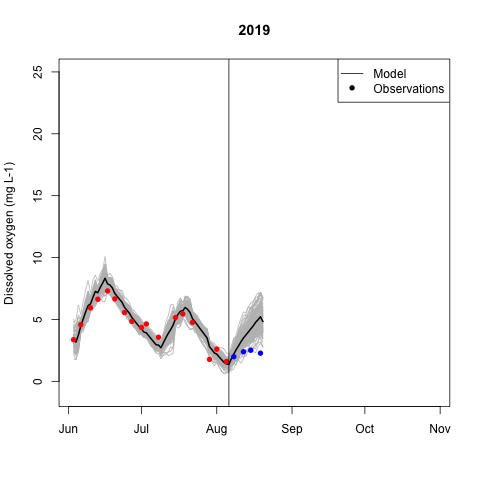 2019
Model
Observations
Dissolved oxygen (mg L-1)
25
20
15
10
5
0
Jun Jul Aug Sep Oct Nov